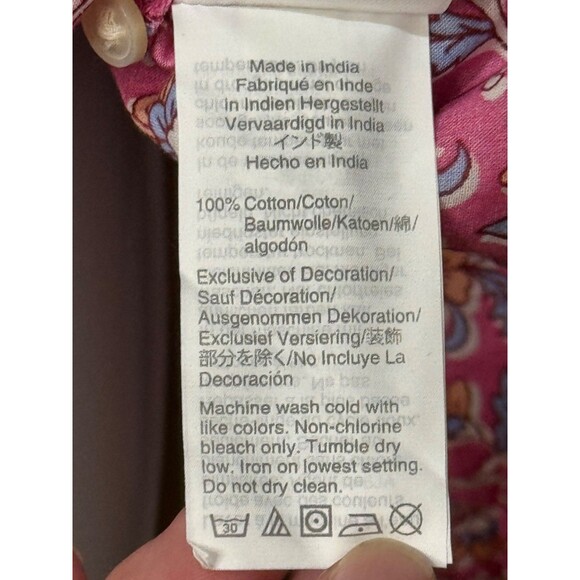 Made in India
Fabriqué en Inde
in Indien Hergestellt
Vervaardigd in India
インド製
Hecho en India
100% Cotton/Coton/
Baumwolle/Katoen/綿/
algodón
Exclusive of Decoration/
Sauf Décoration/
Ausgenommen Dekoration/
Exclusief Versiering/装飾
部分を除く/No Incluye La
Decoración
Machine wash cold with
like colors. Non-chlorine
bleach only. Tumble dry
low. Iron on lowest setting.
Do not dry clean.
30